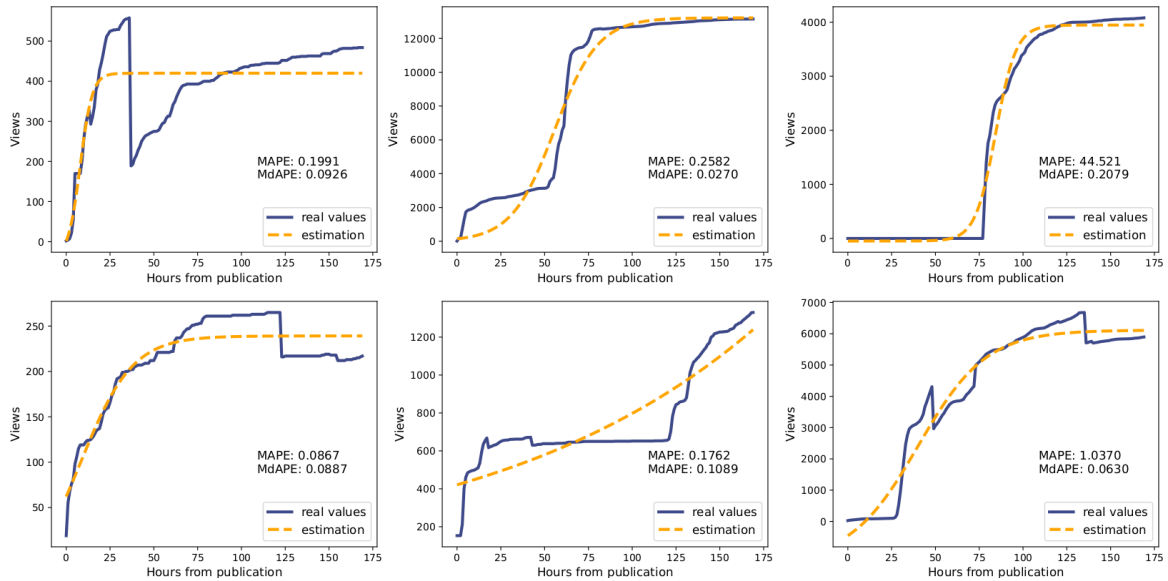 Views
500
400
300
200
100
0
0 25 50 75 100 125 150 175
Hours from publication
MAPE: 0.1991
MdAPE: 0.0926
real values
estimation
Views
12000
10000
8000
6000
4000
2000
0
0 25 50 75 100 125 150 175
Hours from publication
MAPE: 0.2582
MdAPE: 0.0270
real values
estimation
Views
4000
3000
2000
1000
0
0 25 50 75 100 125 150 175
Hours from publication
MAPE: 44.521
MdAPE: 0.2079
real values
estimation
Views
250
200
150
100
50
0 25 50 75 100 125 150 175
Hours from publication
MAPE: 0.0867
MdAPE: 0.0887
real values
estimation
Views
1200
1000
800
600
400
200
0 25 50 75 100 125 150 175
Hours from publication
MAPE: 0.1762
MdAPE: 0.1089
real values
estimation
Views
7000
6000
5000
4000
3000
2000
1000
0
0 25 50 75 100 125 150 175
Hours from publication
MAPE: 1.0370
MdAPE: 0.0630
real values
estimation